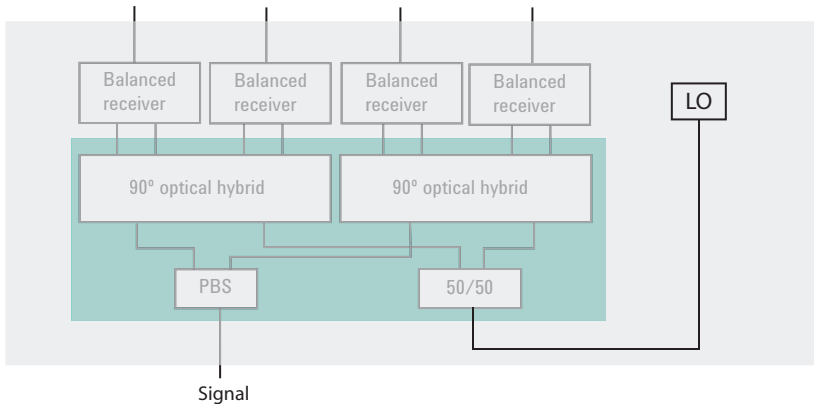 Balanced
receiver
Balanced
receiver
Balanced
receiver
Balanced
receiver
LO
90º optical hybrid
90º optical hybrid
PBS
50/50
Signal